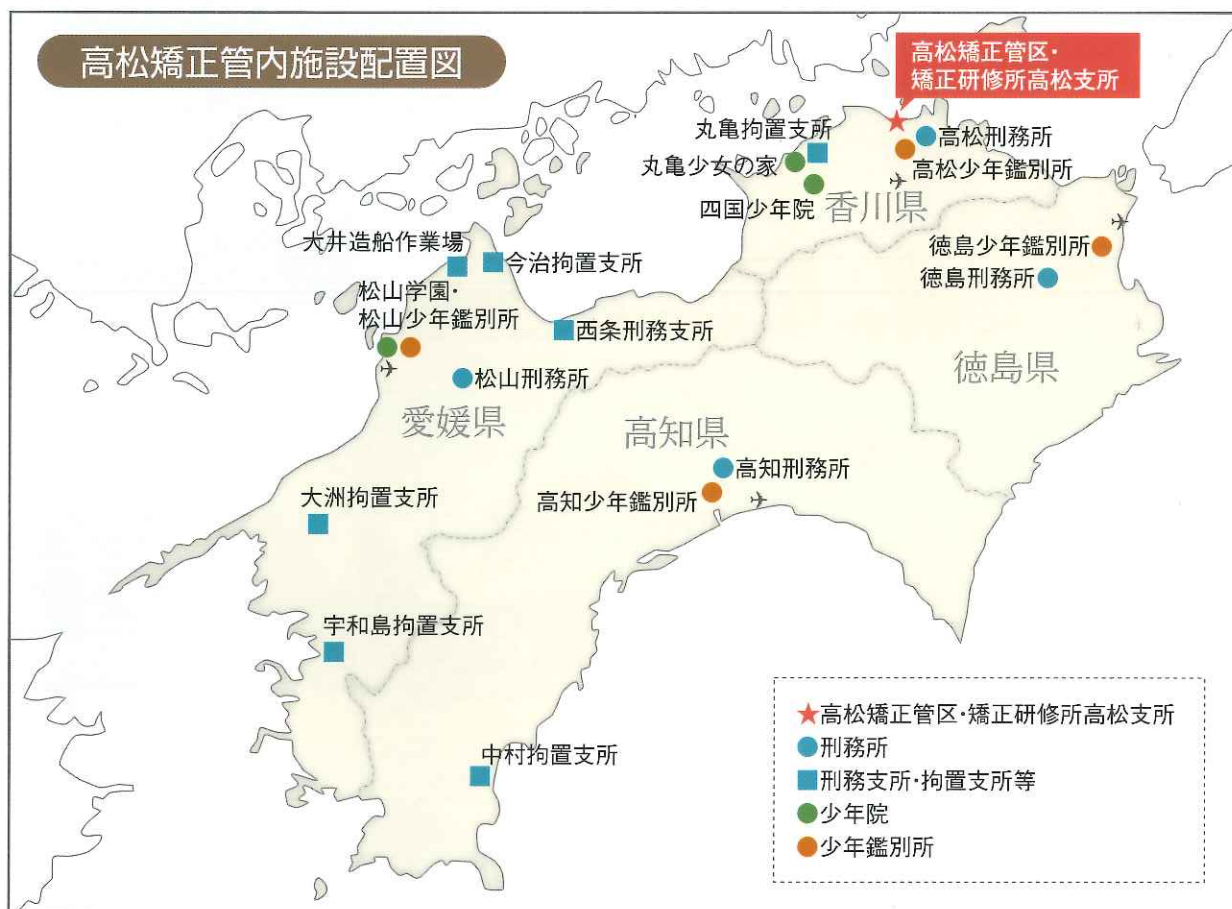 高松矯正管内施設配置図
高松矯正管区・
矯正研修所高松支所
丸亀拘置支所
高松刑務所
丸亀少女の家
高松少年鑑別所
四国少年院
香川県
大井造船作業場
今治拘置支所
徳島少年鑑別所
徳島刑務所
松山学園・
松山少年鑑別所
西条刑務支所
松山刑務所
徳島県
愛媛県
高知県
高知刑務所
高知少年鑑別所
大洲拘置支所
宇和島拘置支所
中村拘置支所
★高松矯正管区・矯正研修所高松支所
刑務所
刑務支所・拘置支所等
少年院
少年鑑別所